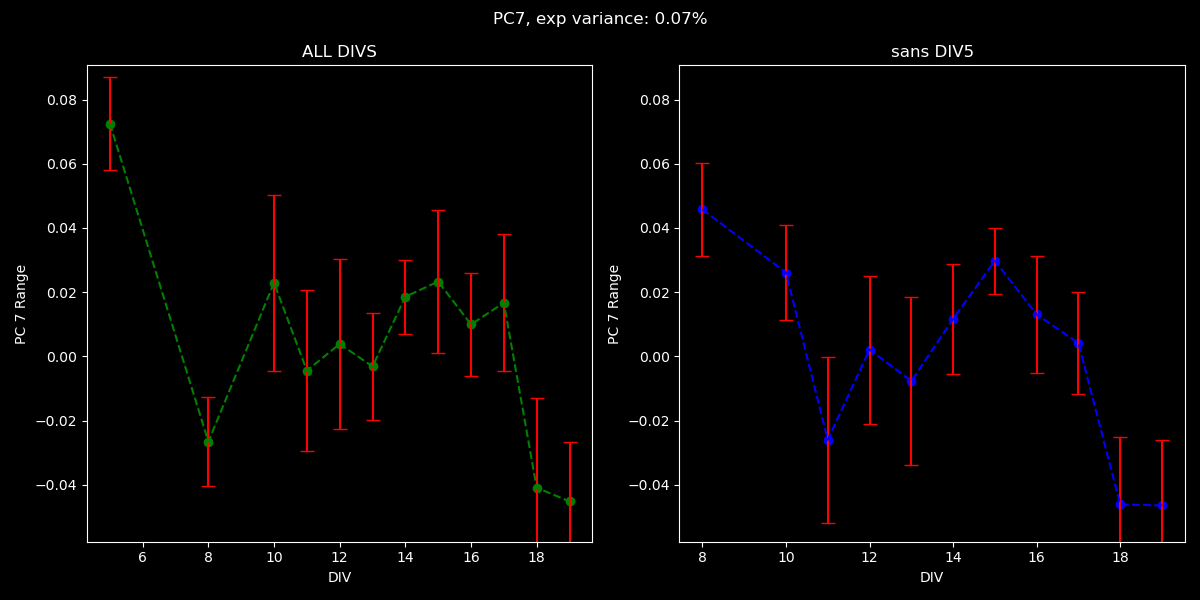 PC7, exp variance: 0.07%
ALL DIVS
PC 7 Range
0.08
0.06
0.04
0.02
0.00
−0.02
−0.04
6 8 10 12 14 16 18
DIV
sans DIV5
PC 7 Range
0.08
0.06
0.04
0.02
0.00
−0.02
−0.04
8 10 12 14 16 18
DIV